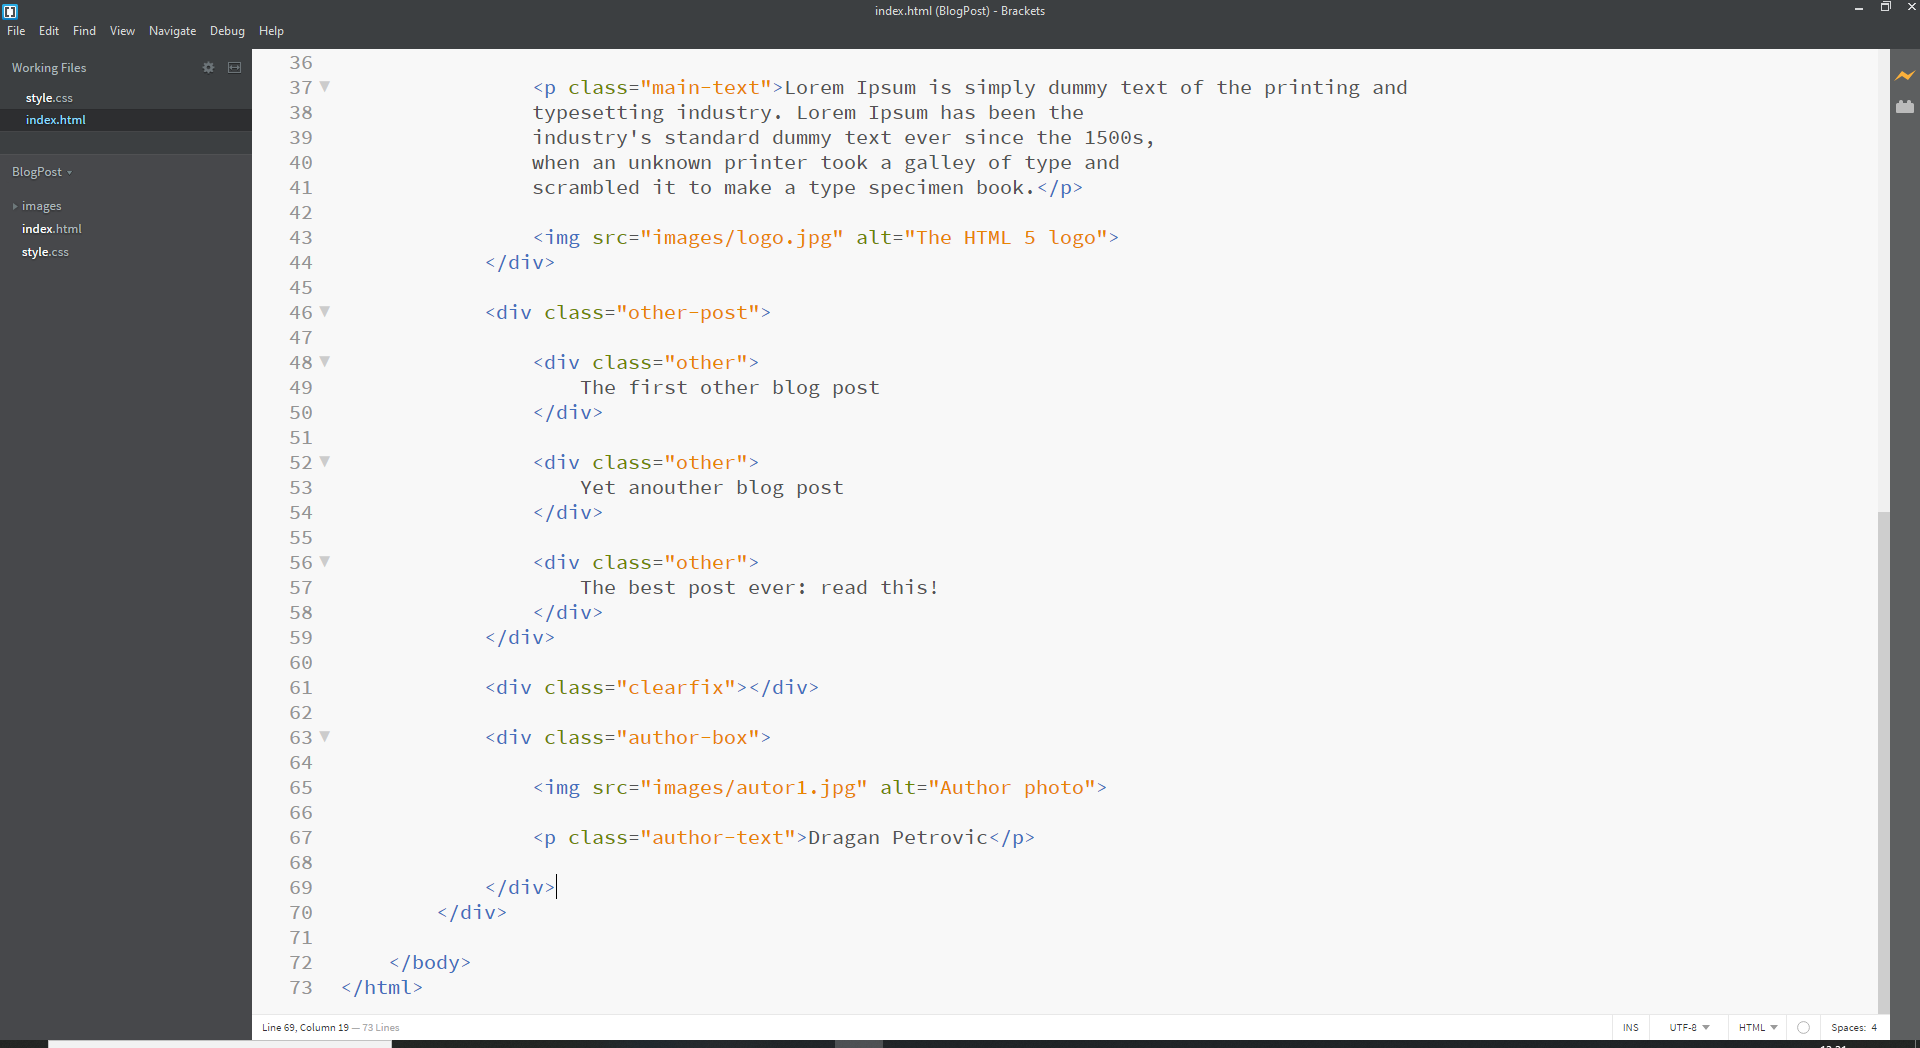 index.html (BlogPost) - Brackets
File Edit Find View Navigate Debug Help
Working Files
style.css
index.html
BlogPost
images
index.html
style.css
36
37 <p class="main-text">Lorem Ipsum is simply dummy text of the printing and
38 typesetting industry. Lorem Ipsum has been the
39 industry's standard dummy text ever since the 1500s,
40 when an unknown printer took a galley of type and
41 scrambled it to make a type specimen book.</p>
42
43 <img src="images/logo.jpg" alt="The HTML 5 logo">
44 </div>
45
46 <div class="other-post">
47
48 <div class="other">
49 The first other blog post
50 </div>
51
52 <div class="other">
53 Yet anouther blog post
54 </div>
55
56 <div class="other">
57 The best post ever: read this!
58 </div>
59 </div>
60
61 <div class="clearfix"></div>
62
63 <div class="author-box">
64
65 <img src="images/autor1.jpg" alt="Author photo">
66
67 <p class="author-text">Dragan Petrovic</p>
68
69 </div>
70 </div>
71
72 </body>
73 </html>
Line 69, Column 19 — 73 Lines
INS UTF-8 HTML Spaces: 4